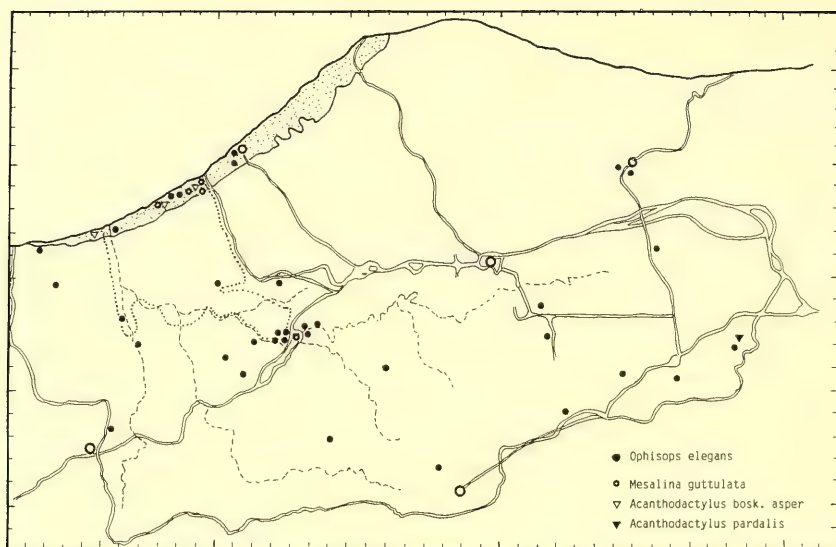 Ophisops elegans
Mesalina guttulata
Acanthodactylus bosk. asper
Acanthodactylus pardalis